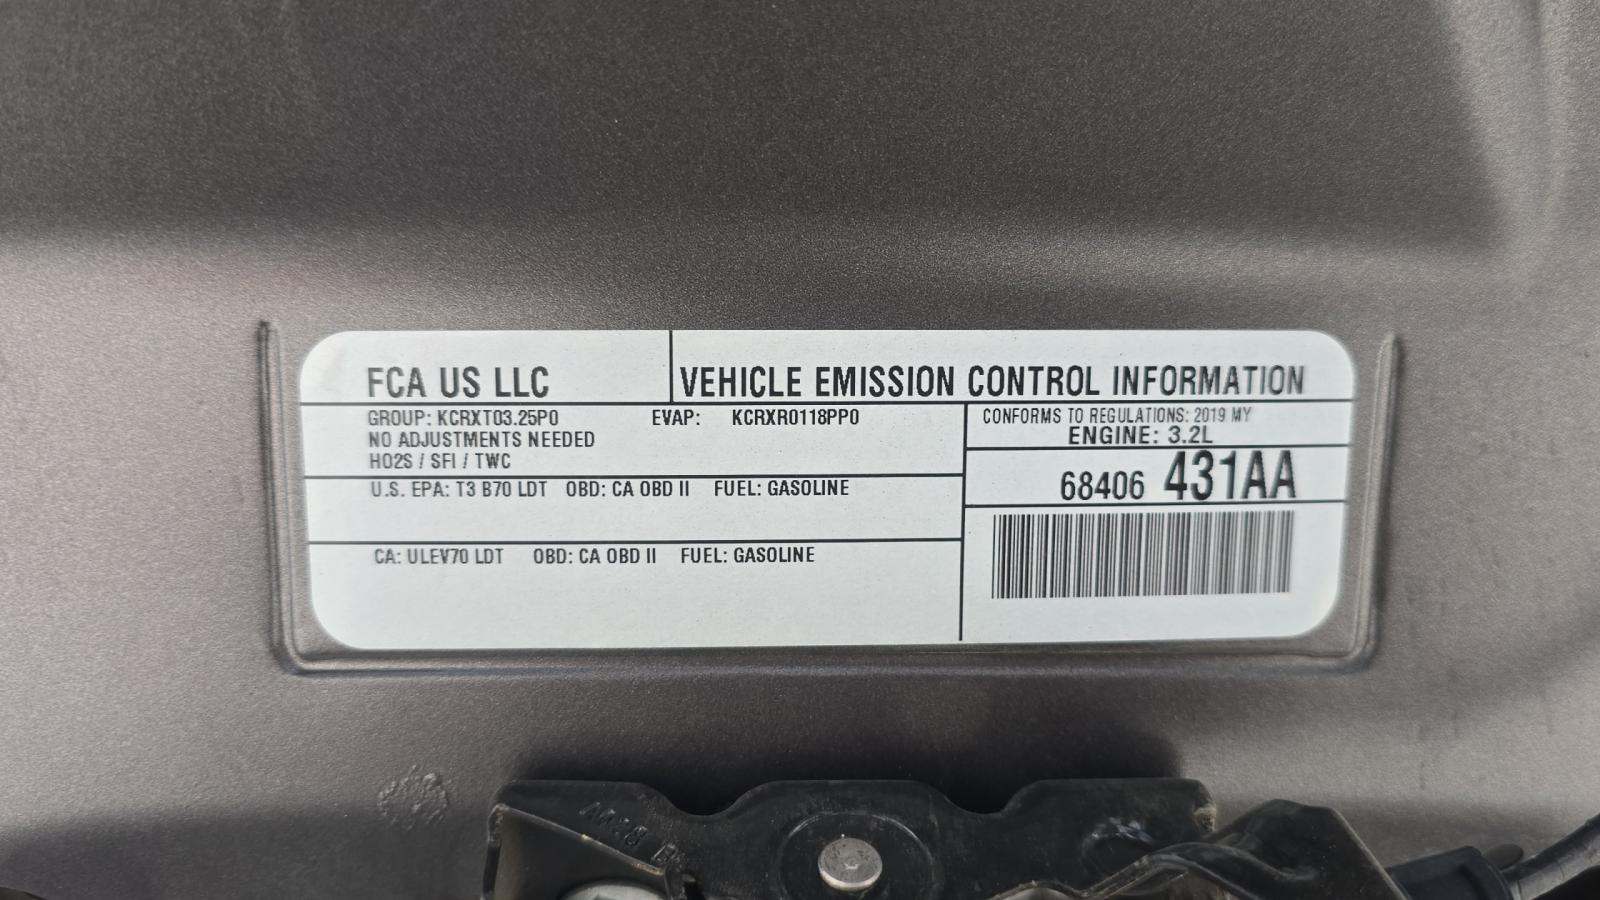 FCA US LLC
VEHICLE EMISSION CONTROL INFORMATION
GROUP: KCRXT03.25P0 EVAP: KCRXR0118PP0
NO ADJUSTMENTS NEEDED
HO2S / SFI / TWC
CONFORMS TO REGULATIONS: 2019 MY
ENGINE: 3.2L
68406 431AA
U.S. EPA: T3 B70 LDT OBD: CA OBD II FUEL: GASOLINE
CA: ULEV70 LDT OBD: CA OBD II FUEL: GASOLINE